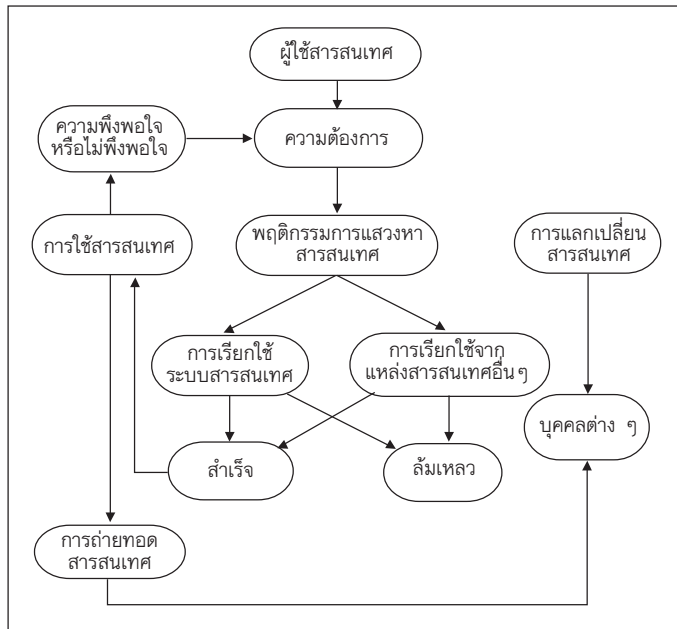 ผู้ใช้สารสนเทศ
ความพึงพอใจ
หรือไม่พึงพอใจ
ความต้องการ
การใช้สารสนเทศ
พฤติกรรมการแสวงหา
สารสนเทศ
การแลกเปลี่ยน
สารสนเทศ
การเรียกใช้
ระบบสารสนเทศ
การเรียกใช้จาก
แหล่งสารสนเทศอื่นๆ
บุคคลต่าง ๆ
สำเร็จ
ล้มเหลว
การถ่ายทอด
สารสนเทศ